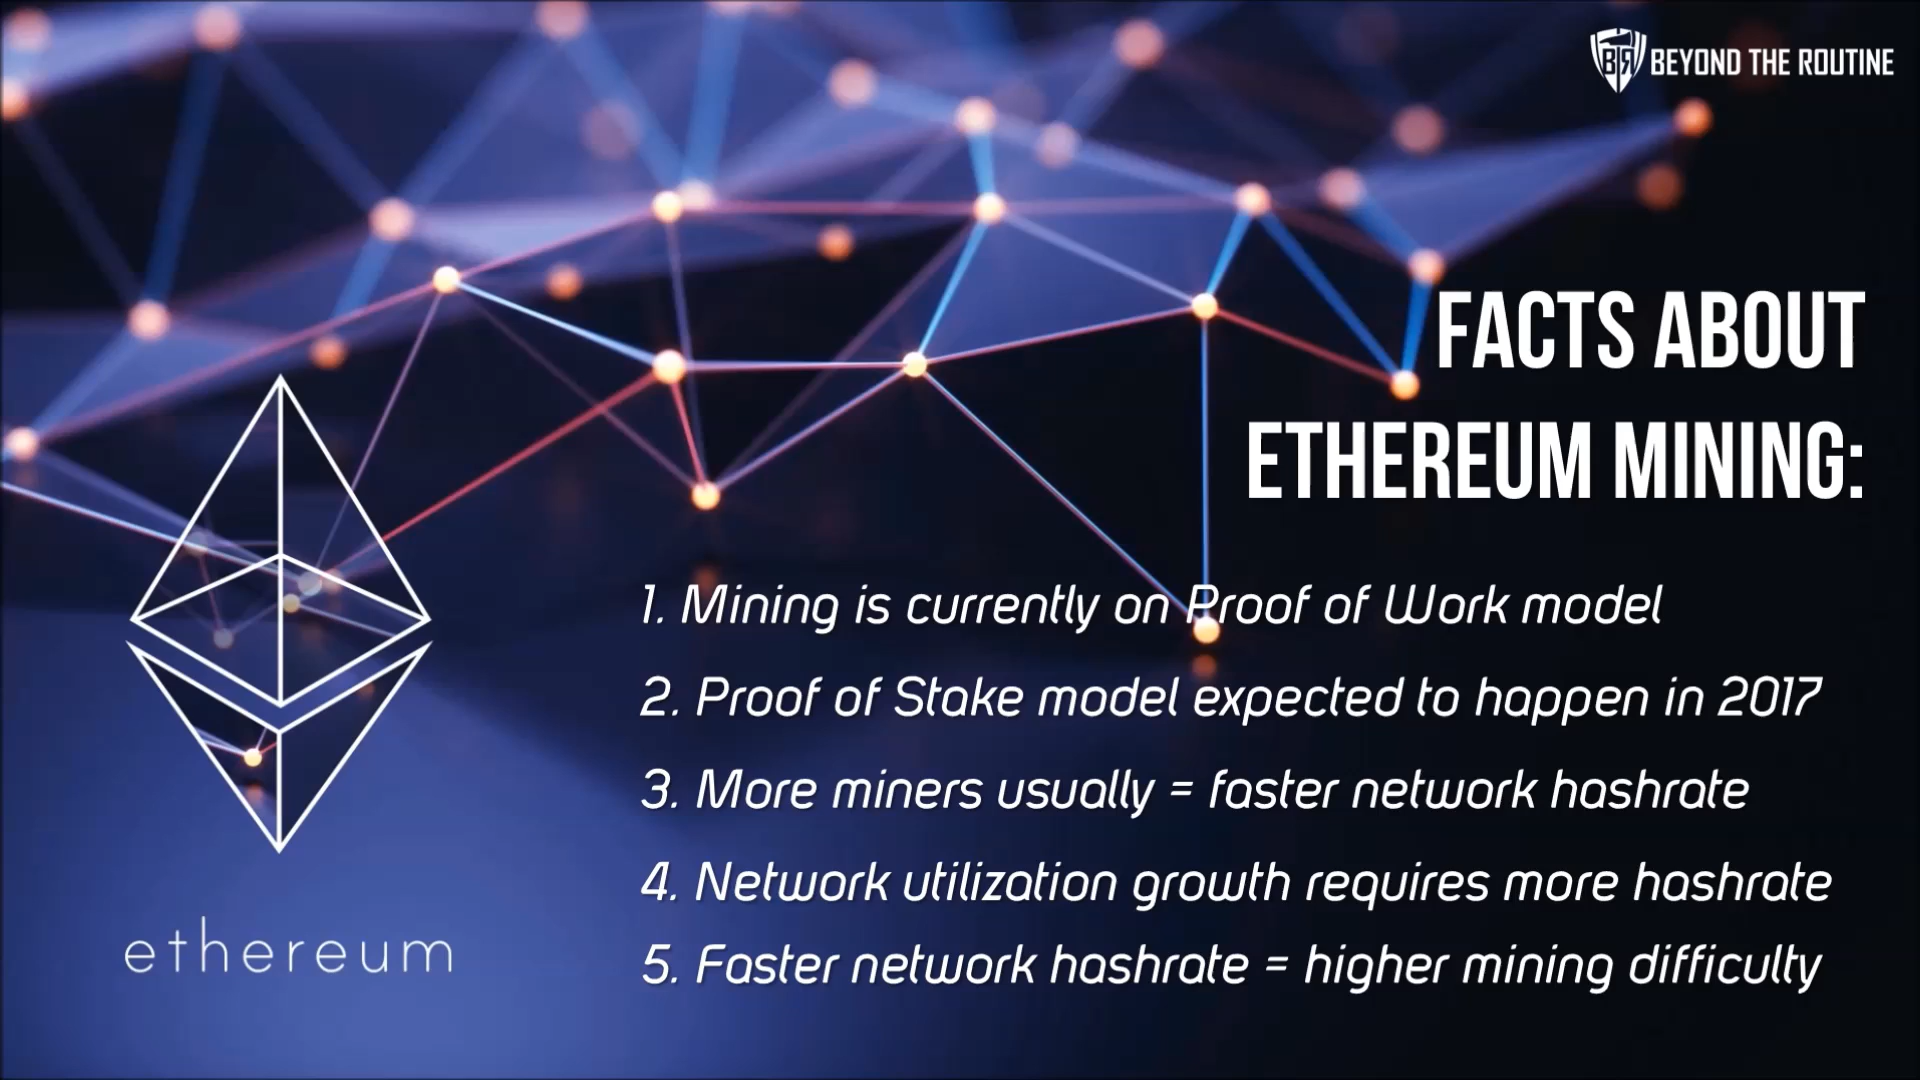 BTR BEYOND THE ROUTINE
FACTS ABOUT
ETHEREUM MINING:
1. Mining is currently on Proof of Work model
2. Proof of Stake model expected to happen in 2017
3. More miners usually = faster network hashrate
4. Network utilization growth requires more hashrate
5. Faster network hashrate = higher mining difficulty
ethereum